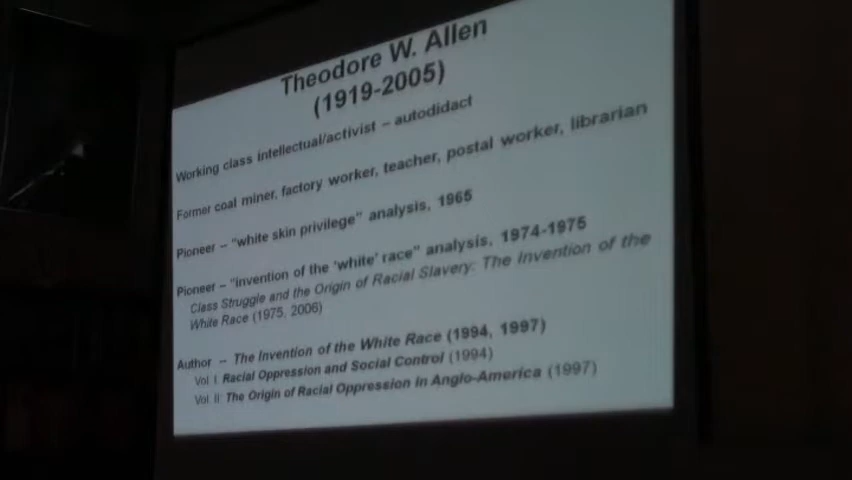 Theodore W. Allen
(1919-2005)
Working class intellectual/activist – autodidact
Former coal miner, factory worker, teacher, postal worker, librarian
Pioneer – "white skin privilege" analysis, 1965
Pioneer – "invention of the 'white' race" analysis, 1974-1975
Class Struggle and the Origin of Racial Slavery: The Invention of the
White Race (1975, 2006)
Author – The Invention of the White Race (1994, 1997)
Vol. I: Racial Oppression and Social Control (1994)
Vol. II: The Origin of Racial Oppression in Anglo-America (1997)